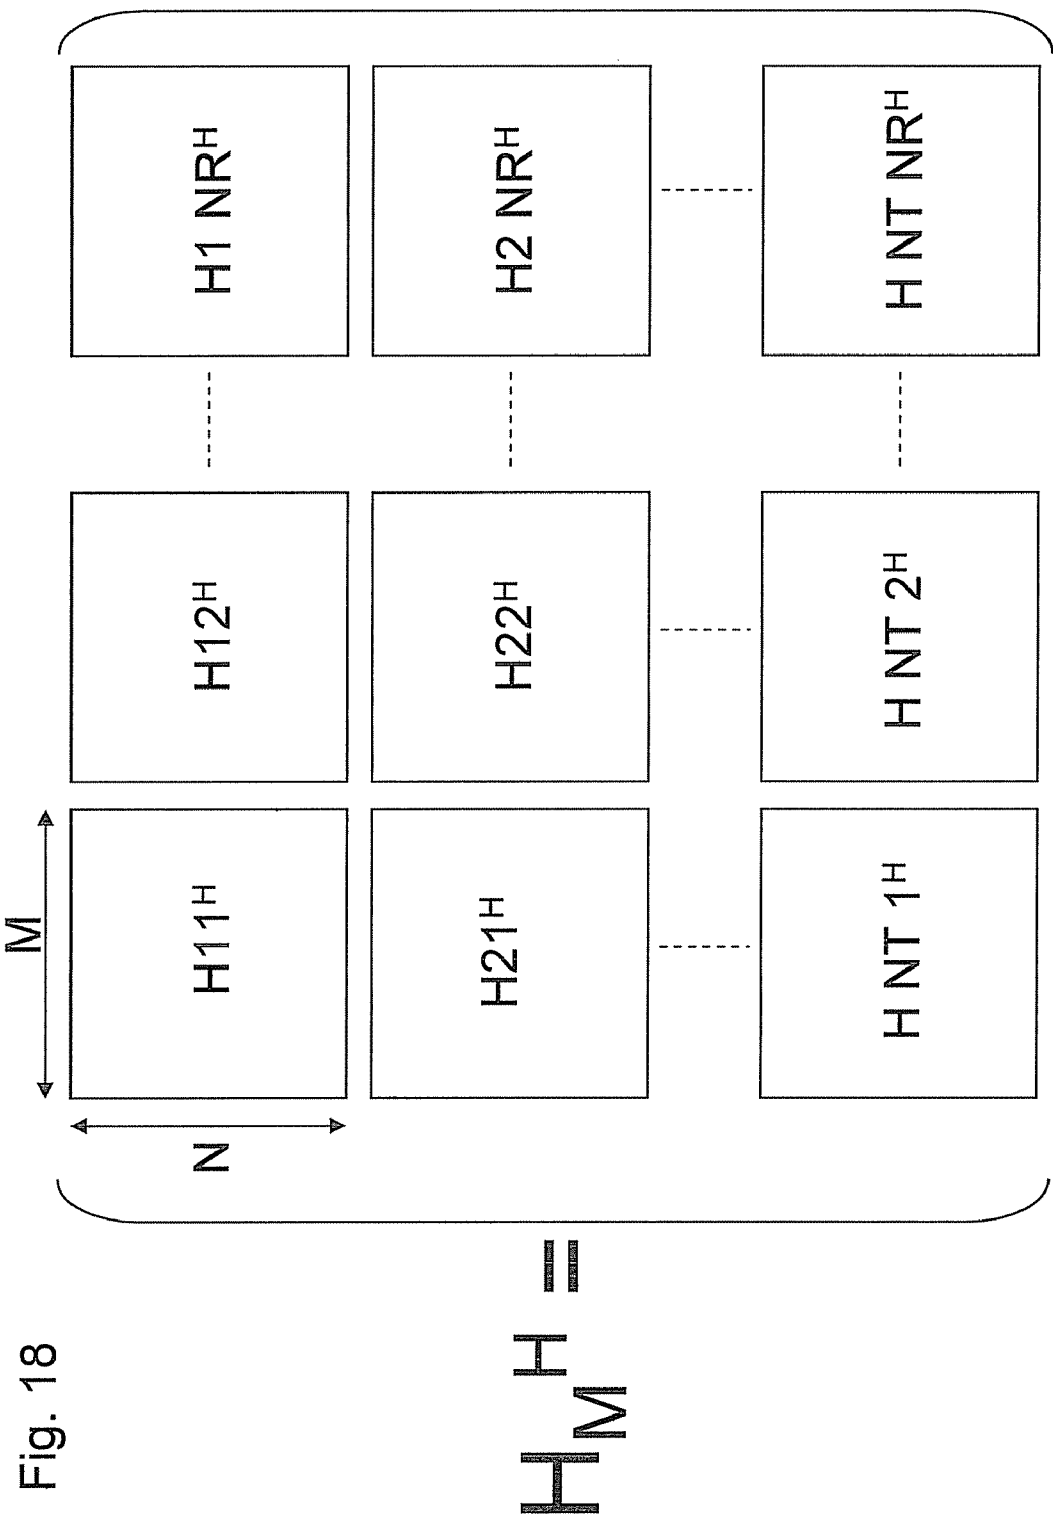 Fig. 18
M
N
H_M^H =
H11^H H12^H H1 NR^H
H21^H H22^H H2 NR^H
H NT 1^H H NT 2^H H NT NR^H